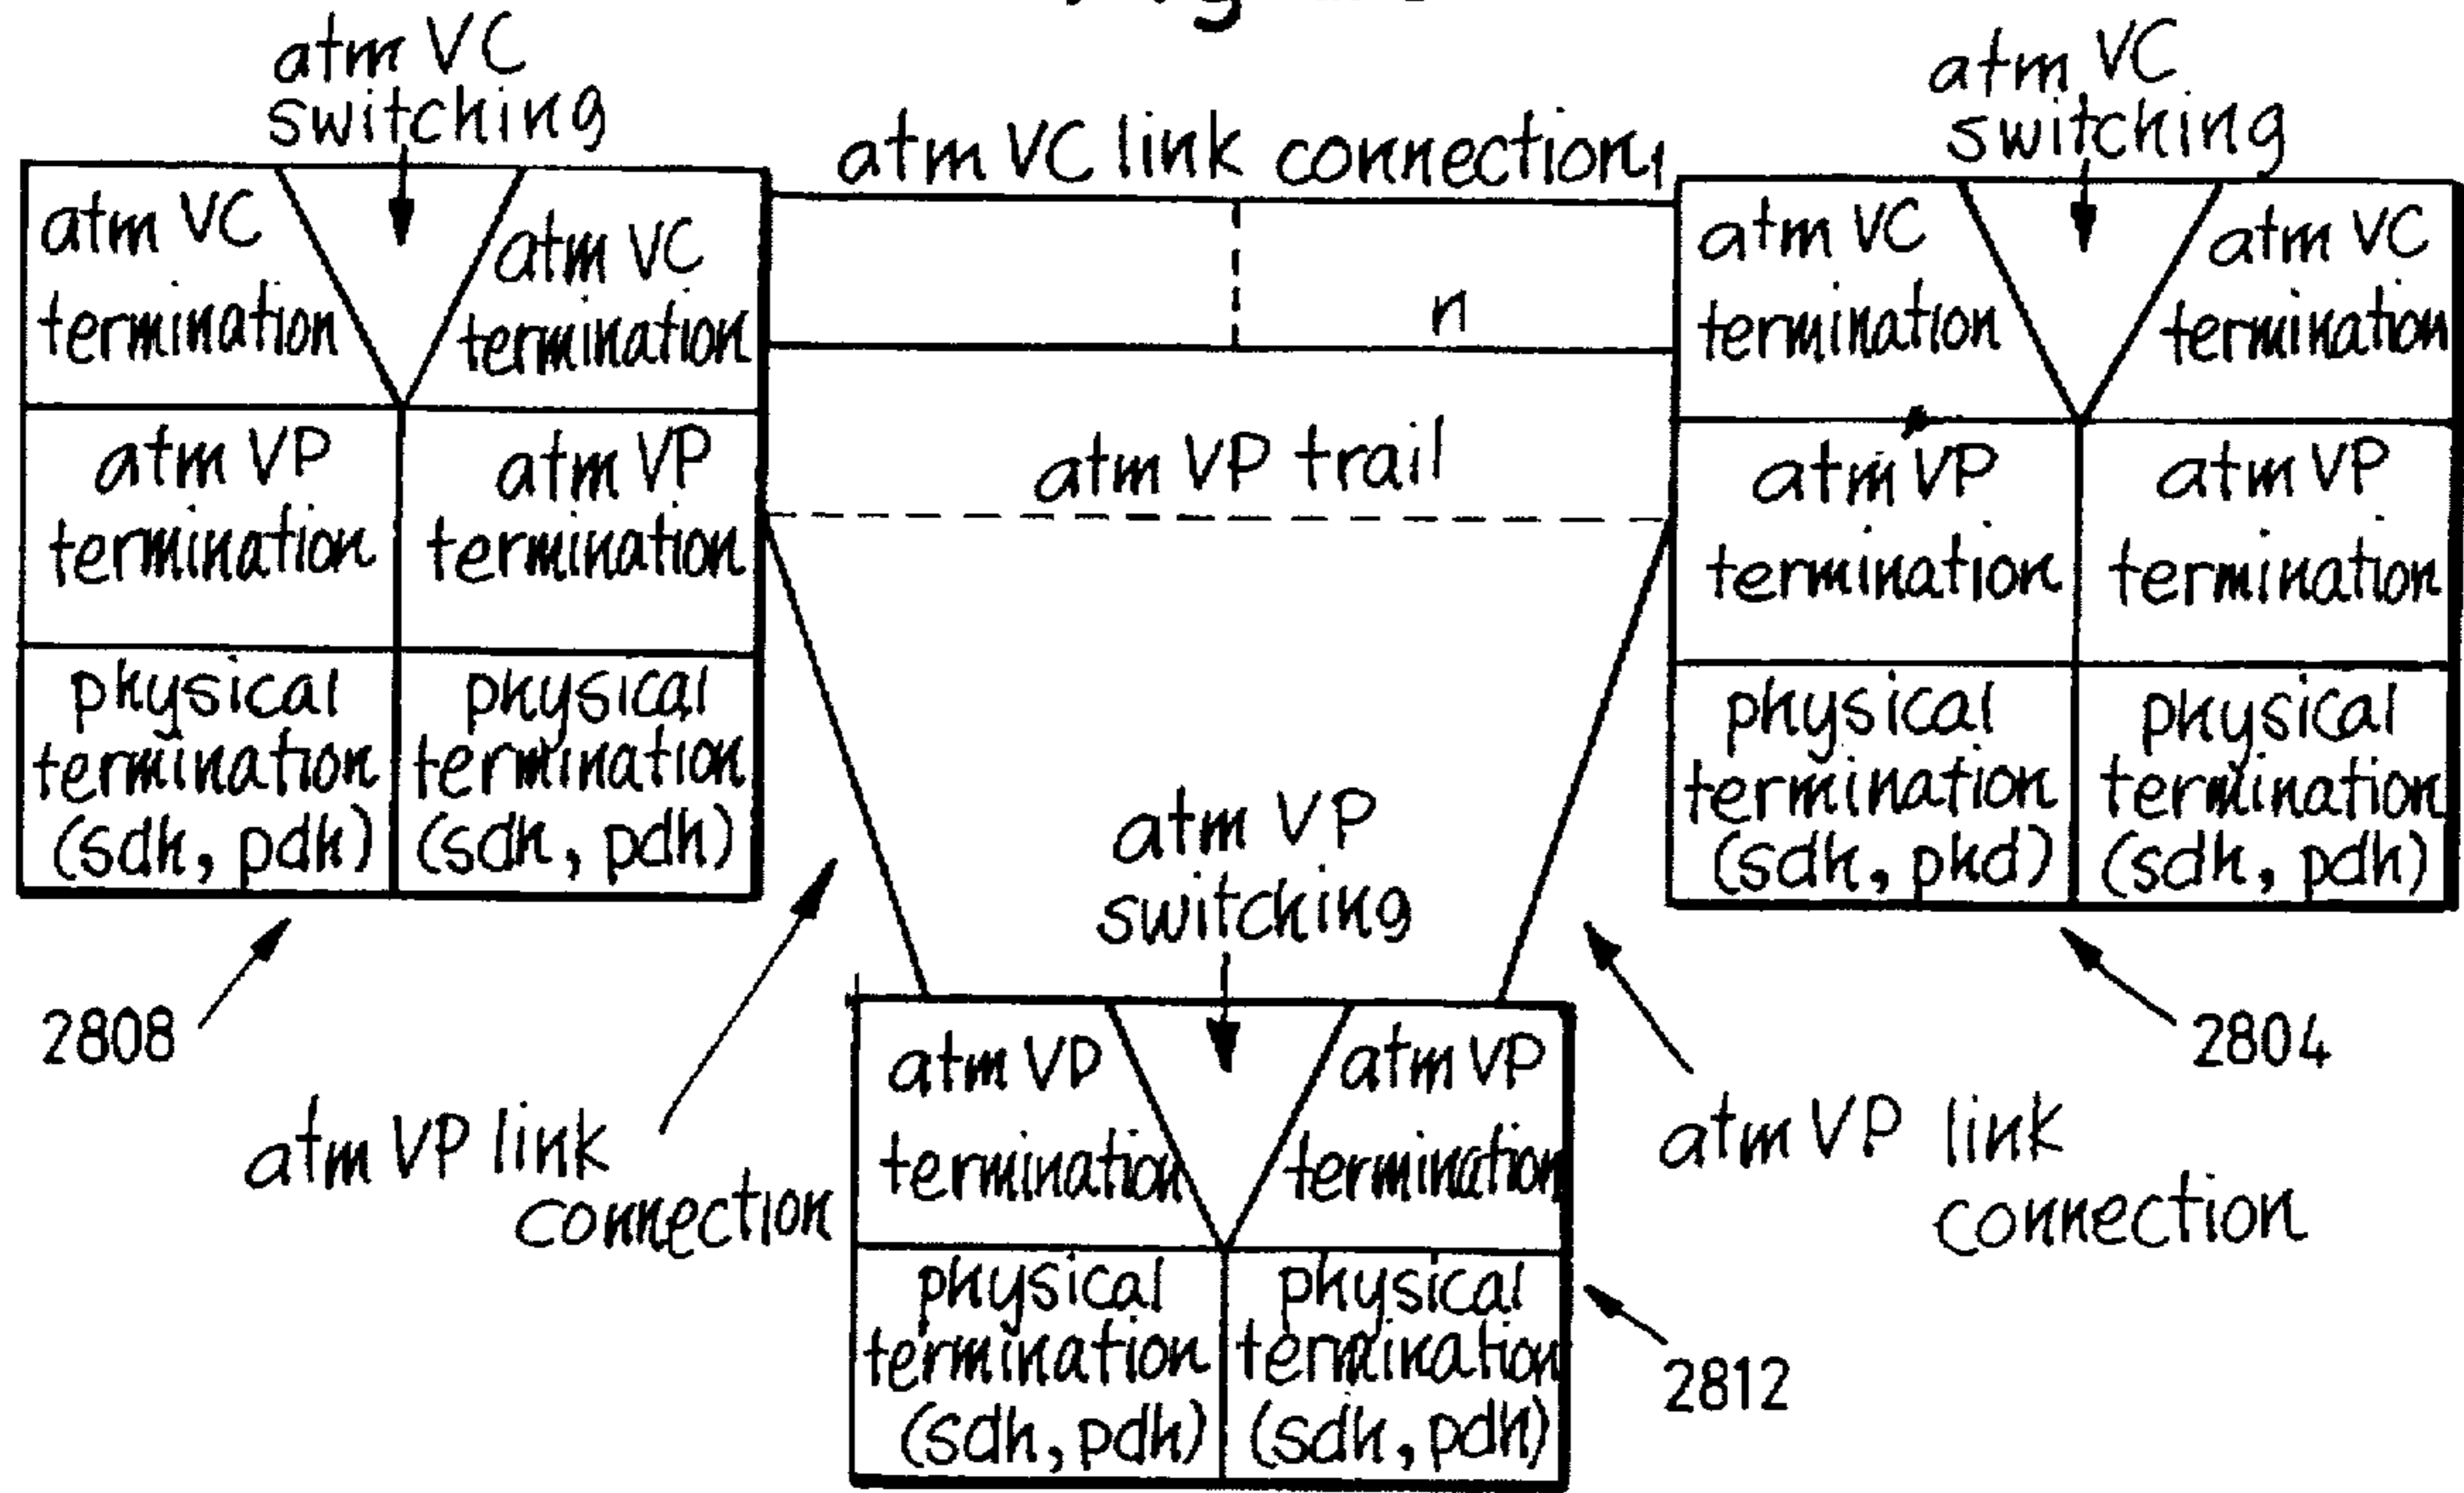 atm VC
switching
atm VC
termination
atm VC
termination
atm VP
termination
atm VP
termination
physical
termination
(sdh, pdh)
physical
termination
(sdh, pdh)
2808
atm VC link connection
n
atm VP trail
atm VC
switching
atm VC
termination
atm VC
termination
atm VP
termination
atm VP
termination
physical
termination
(sdh, phd)
physical
termination
(sdh, pdh)
2804
atm VP link
connection
atm VP
switching
atm VP
termination
atm VP
termination
physical
termination
(sdh, pdh)
physical
termination
(sdh, pdh)
2812
atm VP link
connection